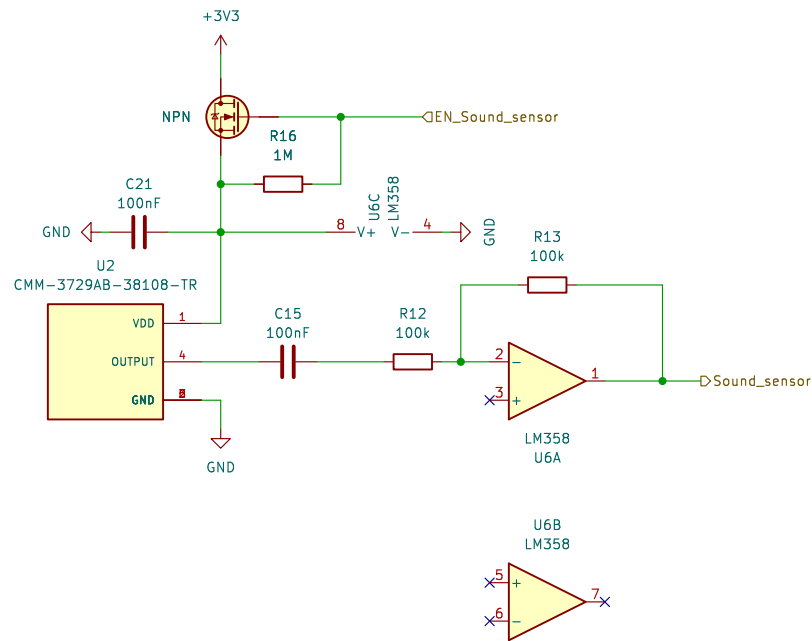 +3V3
NPN
EN_Sound_sensor
R16
1M
C21
100nF
GND
8
V+
U6C
LM358
V-
4
GND
U2
CMM-3729AB-38108-TR
VDD
1
OUTPUT
4
GND
GND
C15
100nF
R12
100k
R13
100k
2
-
3
+
1
Sound_sensor
LM358
U6A
U6B
LM358
5
+
6
-
7